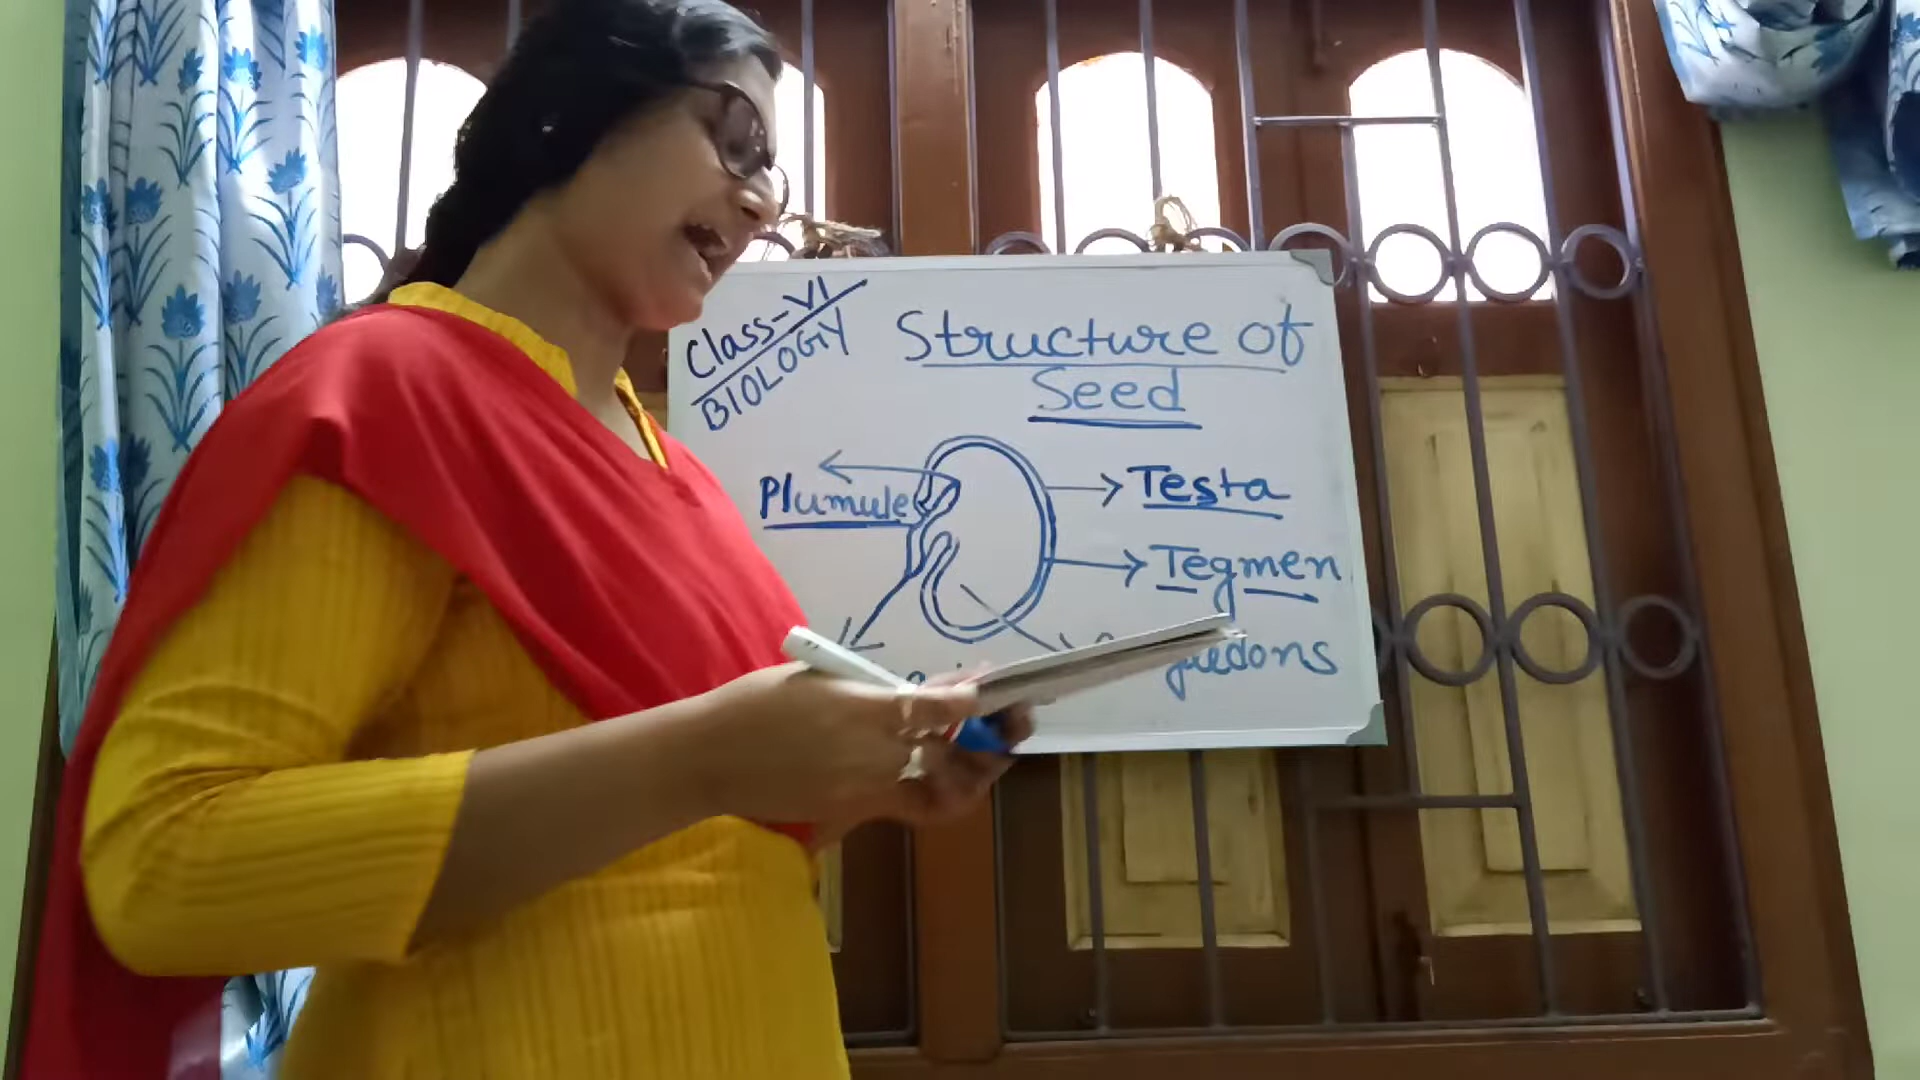 Class-VI
BIOLOGY
Structure of
Seed
Plumule
Testa
Tegmen